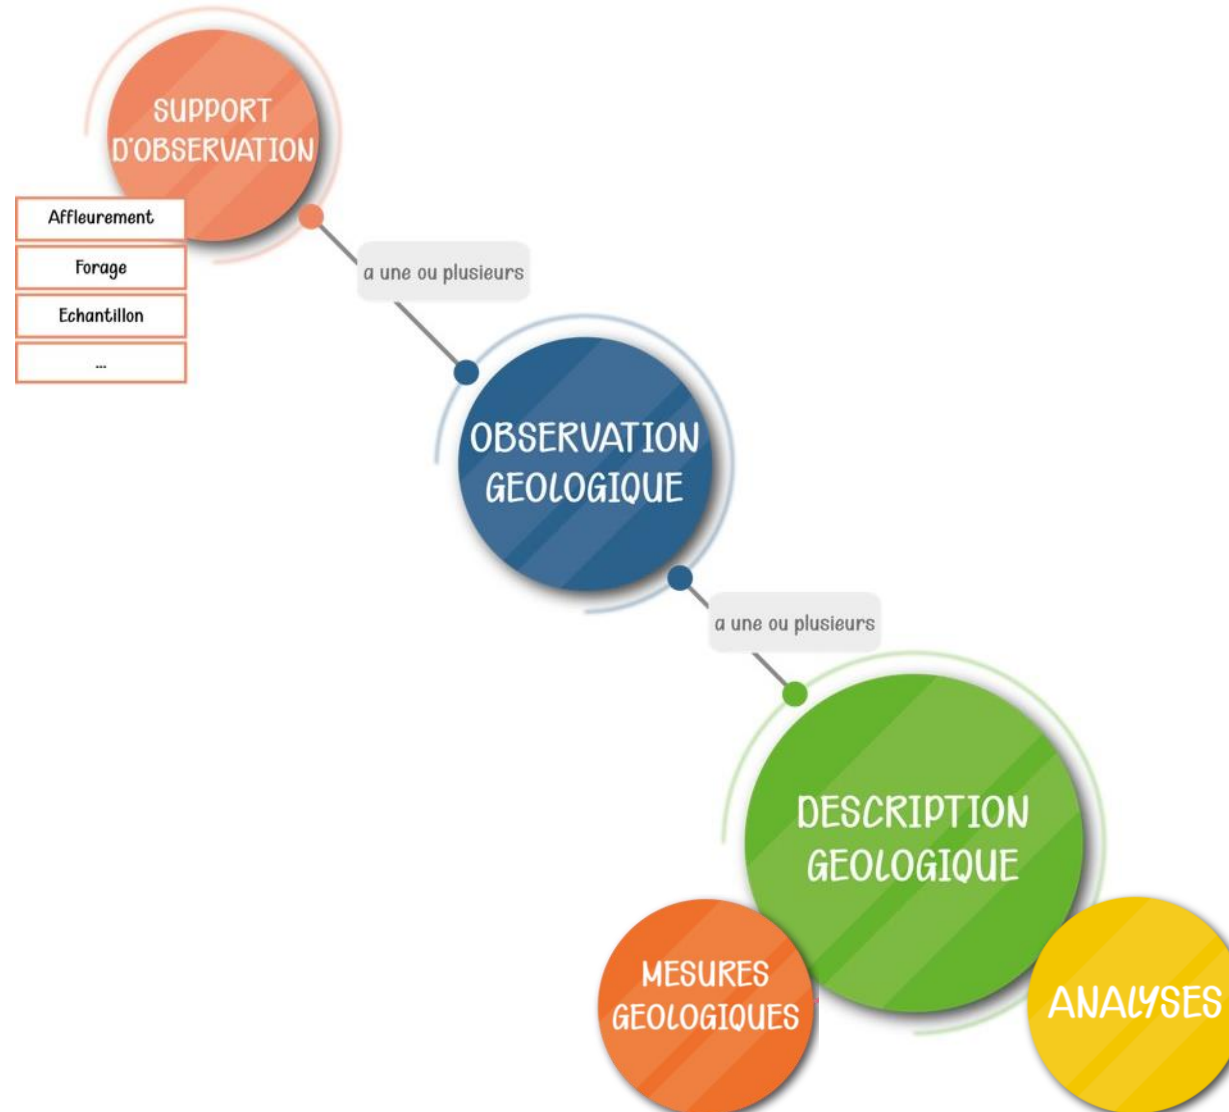 SUPPORT
D'OBSERVATION
Affleurement
Forage
Echantillon
...
a une ou plusieurs
OBSERVATION
GEOLOGIQUE
a une ou plusieurs
DESCRIPTION
GEOLOGIQUE
MESURES
GEOLOGIQUES
ANALYSES